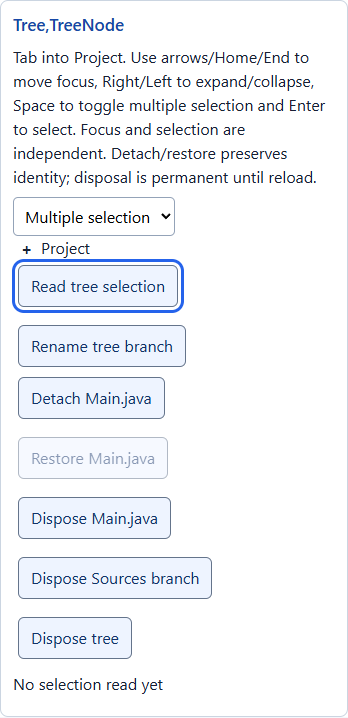 Tree,TreeNode
Tab into Project. Use arrows/Home/End to
move focus, Right/Left to expand/collapse,
Space to toggle multiple selection and Enter
to select. Focus and selection are
independent. Detach/restore preserves
identity; disposal is permanent until reload.
Multiple selection
+ Project
Read tree selection
Rename tree branch
Detach Main.java
Restore Main.java
Dispose Main.java
Dispose Sources branch
Dispose tree
No selection read yet